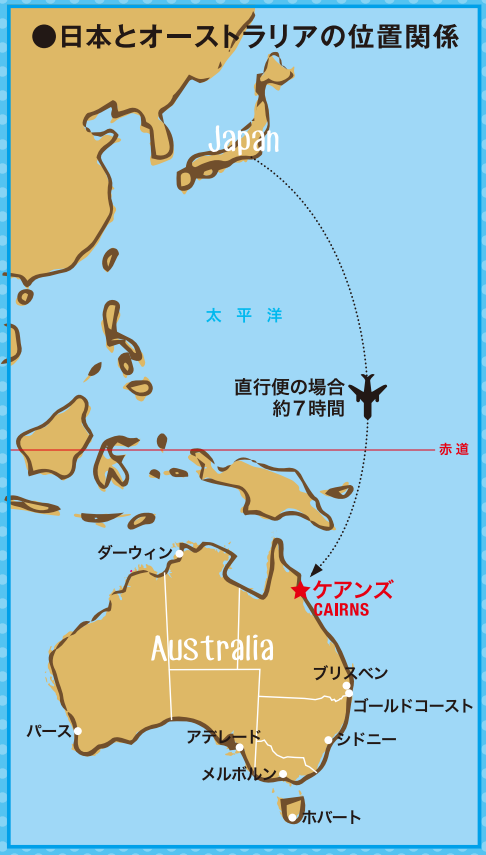 ●日本とオーストラリアの位置関係
Japan
太平洋
直行便の場合
約7時間
赤道
ダーウィン
ケアンズ
CAIRNS
Australia
ブリスベン
ゴールドコースト
パース
アデレード
シドニー
メルボルン
ホバート